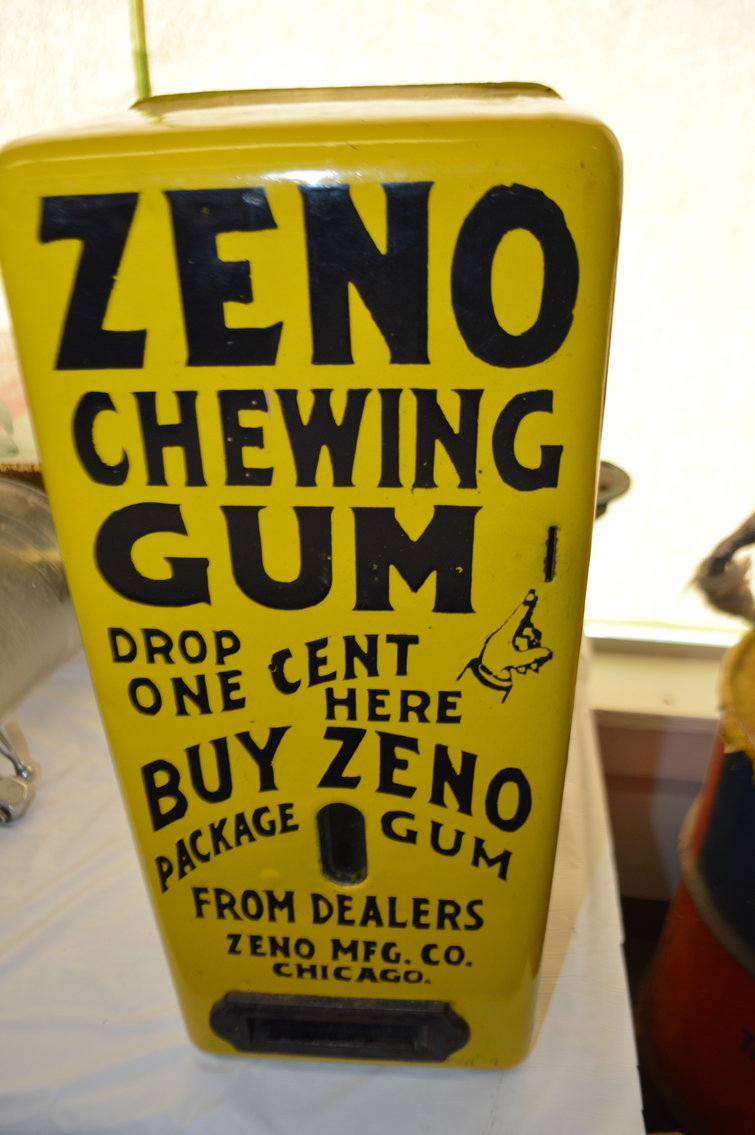 ZENO
CHEWING
GUM
DROP
ONE CENT
HERE
BUY ZENO
PACKAGE GUM
FROM DEALERS
ZENO MFG. CO.
CHICAGO.